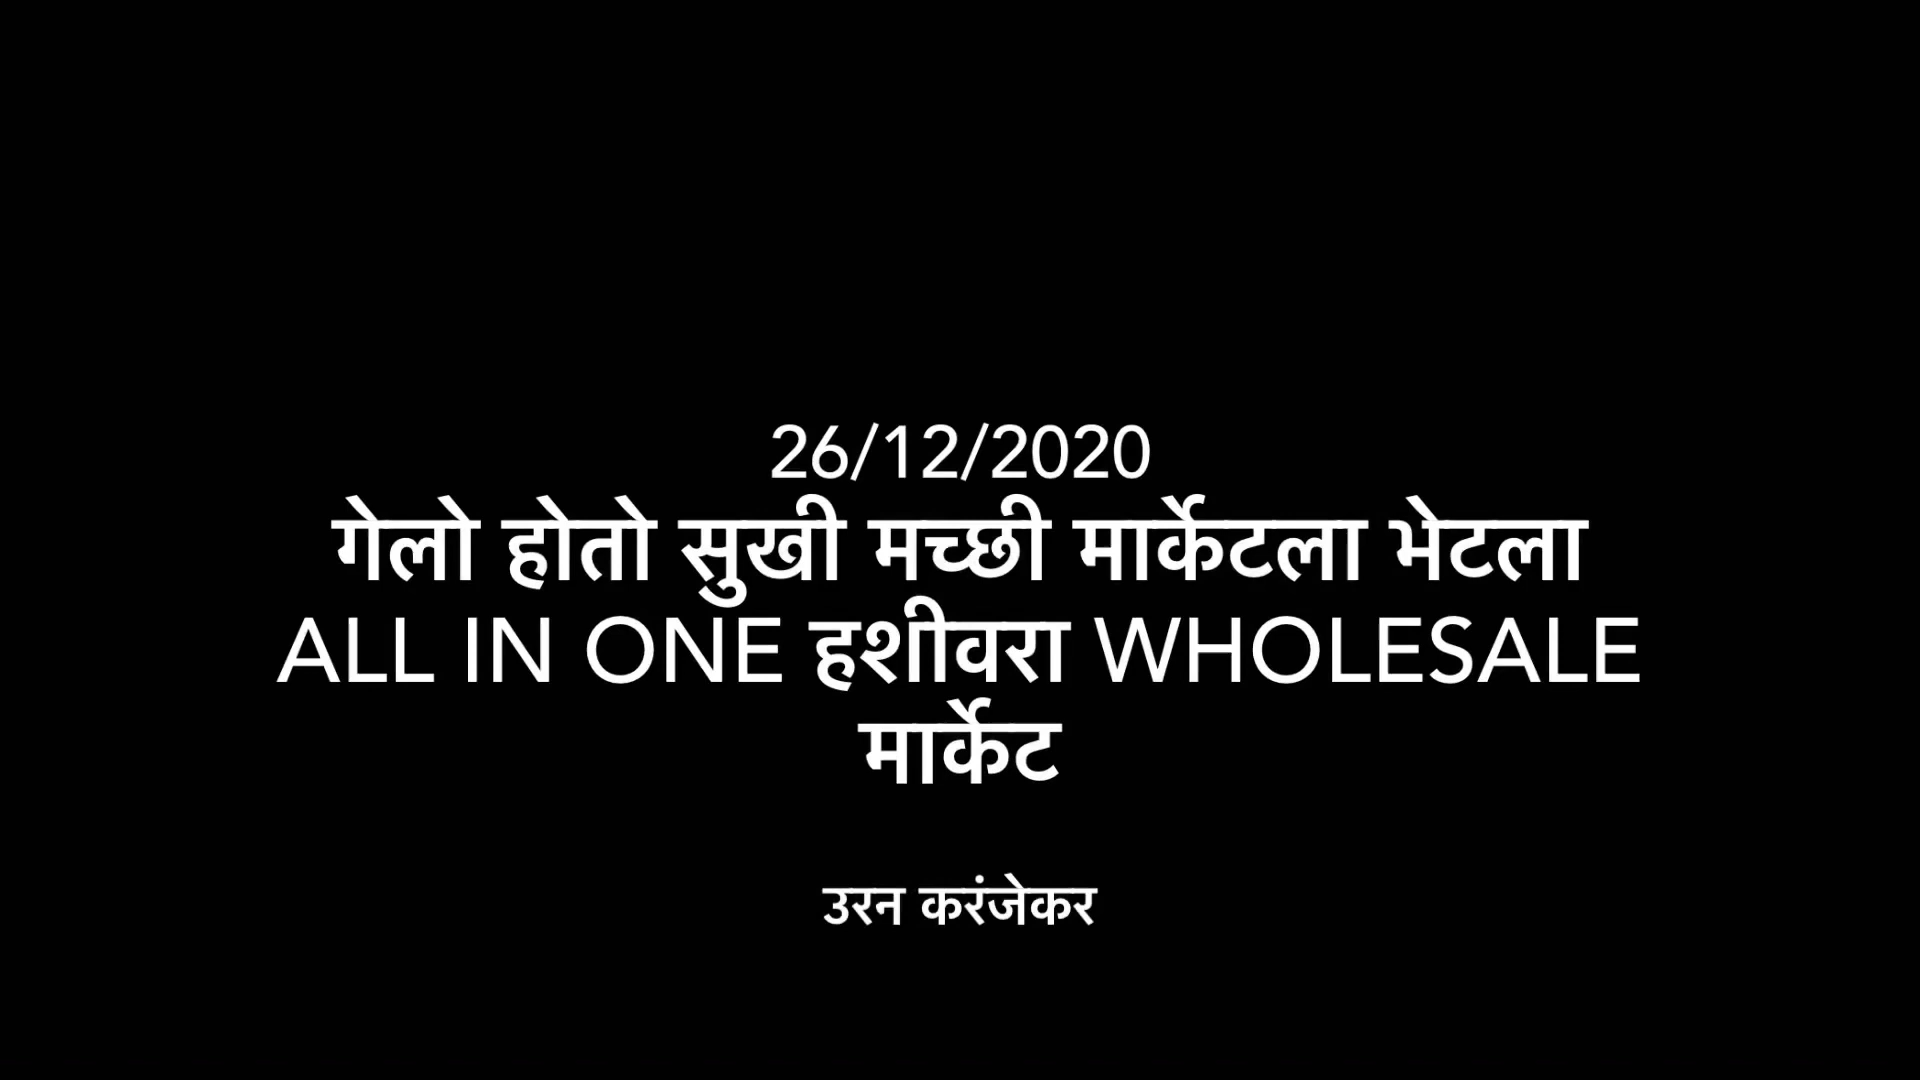 26/12/2020
गेलो होतो सुखी मच्छी मार्केटला भेटला
ALL IN ONE हशीवरा WHOLESALE
मार्केट
उरन करंजेकर